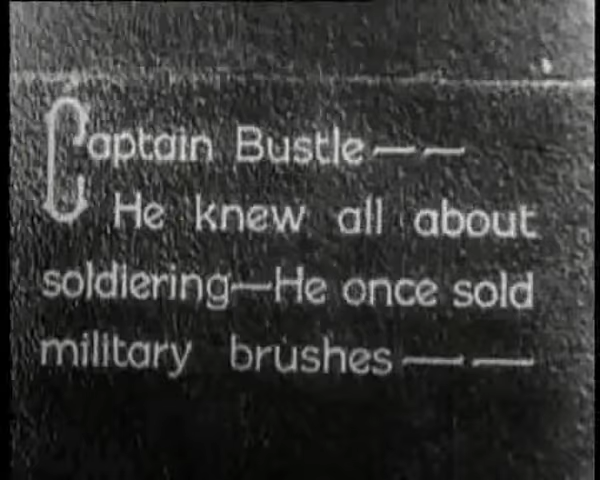 Captain Bustle——
He knew all about
soldiering—He once sold
military brushes——